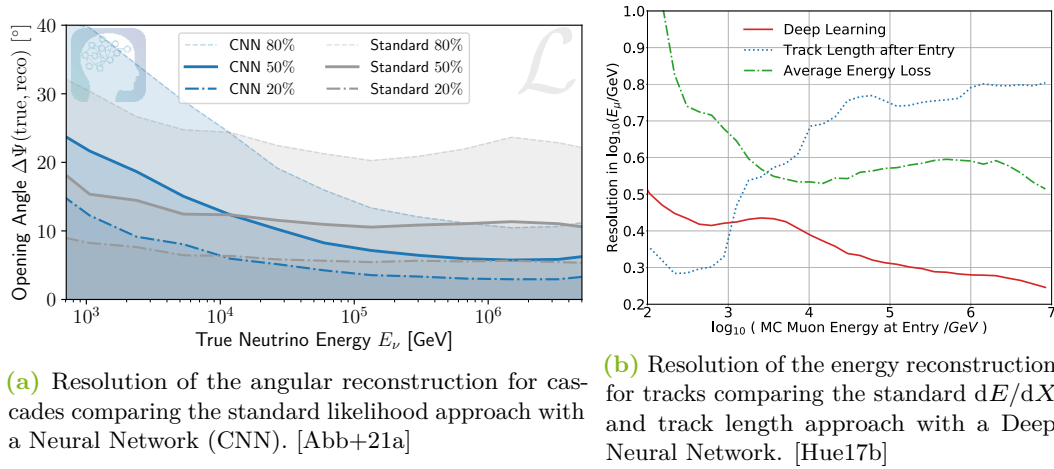 Opening Angle ΔΨ(true, reco) [°]
40
30
20
10
0
CNN 80%
CNN 50%
CNN 20%
Standard 80%
Standard 50%
Standard 20%
ℒ
10³
10⁴
10⁵
10⁶
True Neutrino Energy Eν [GeV]
(a) Resolution of the angular reconstruction for cas-
cades comparing the standard likelihood approach with
a Neural Network (CNN). [Abb+21a]
Resolution in log₁₀(Eμ/GeV)
1.0
0.9
0.8
0.7
0.6
0.5
0.4
0.3
0.2
Deep Learning
Track Length after Entry
Average Energy Loss
2
3
4
5
6
7
log₁₀ ( MC Muon Energy at Entry /GeV )
(b) Resolution of the energy reconstruction
for tracks comparing the standard dE/dX
and track length approach with a Deep
Neural Network. [Hue17b]